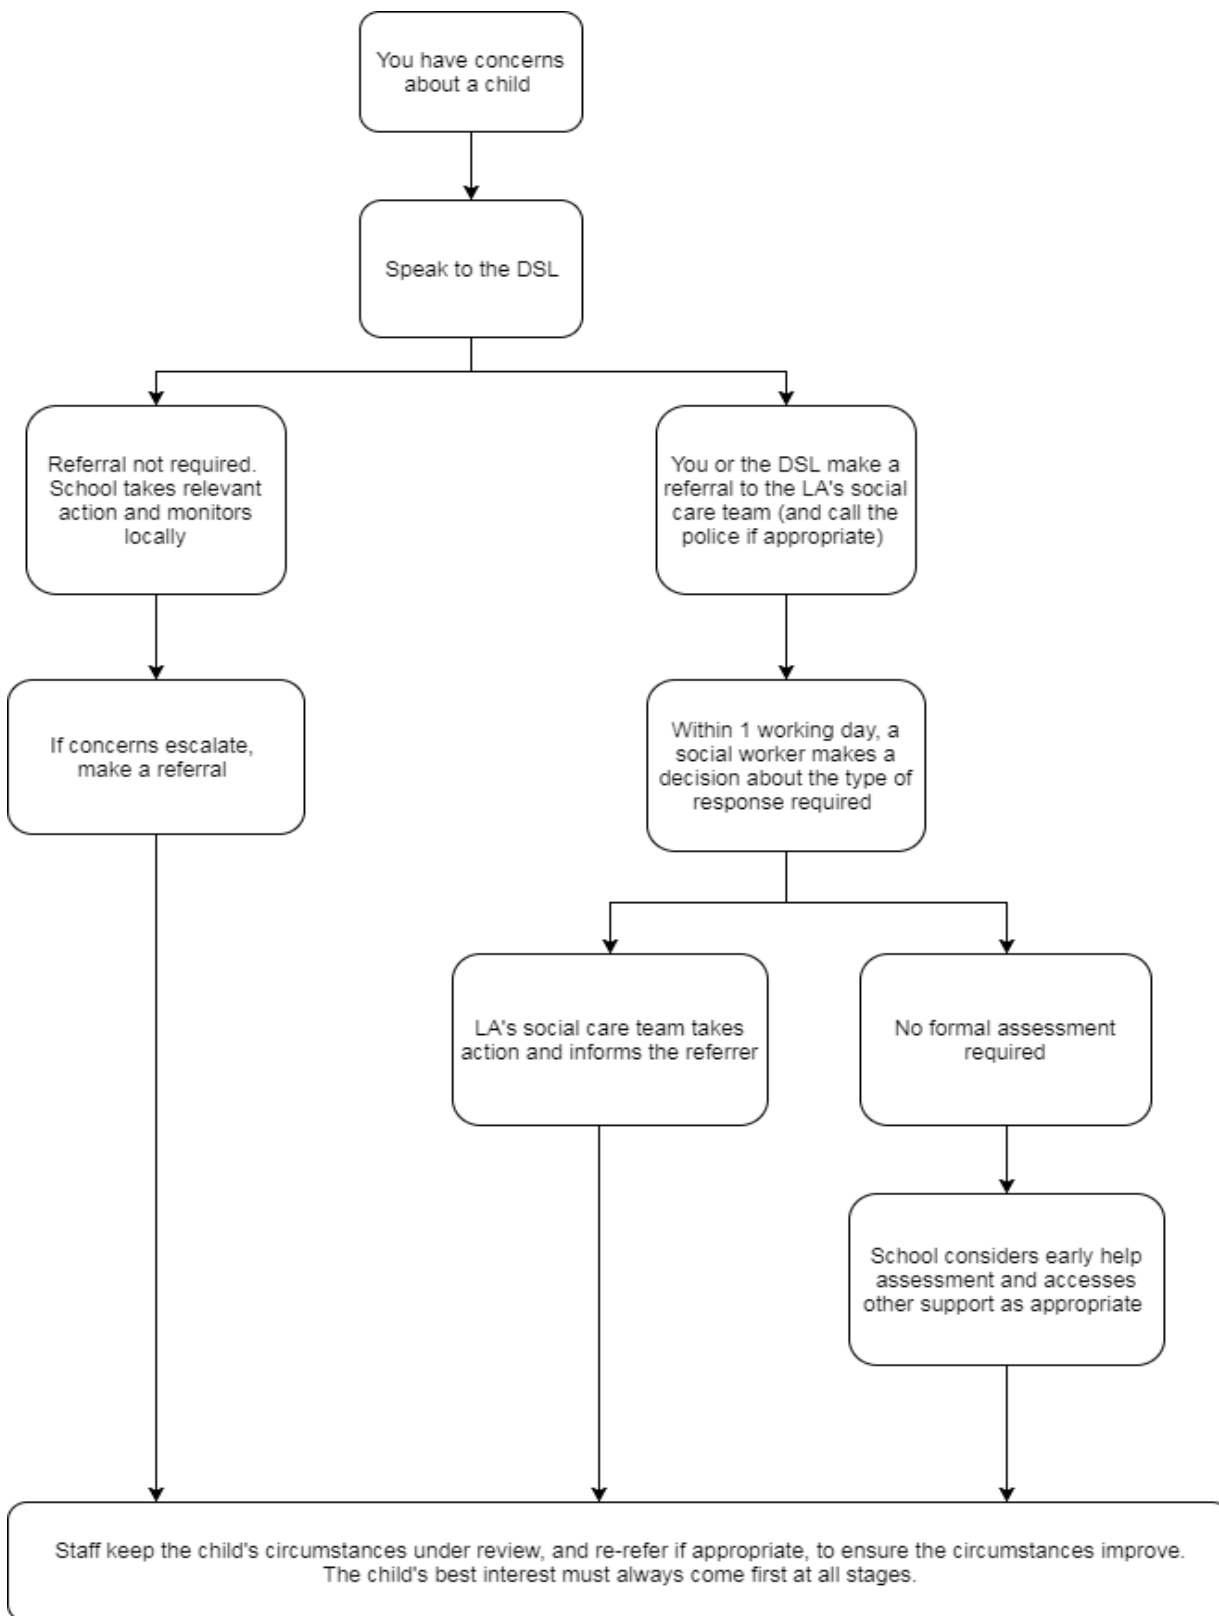 You have concerns
about a child
Speak to the DSL
Referral not required.
School takes relevant
action and monitors
locally
You or the DSL make a
referral to the LA's social
care team (and call the
police if appropriate)
If concerns escalate,
make a referral
Within 1 working day, a
social worker makes a
decision about the type of
response required
LA's social care team takes
action and informs the referrer
No formal assessment
required
School considers early help
assessment and accesses
other support as appropriate
Staff keep the child's circumstances under review, and re-refer if appropriate, to ensure the circumstances improve.
The child's best interest must always come first at all stages.